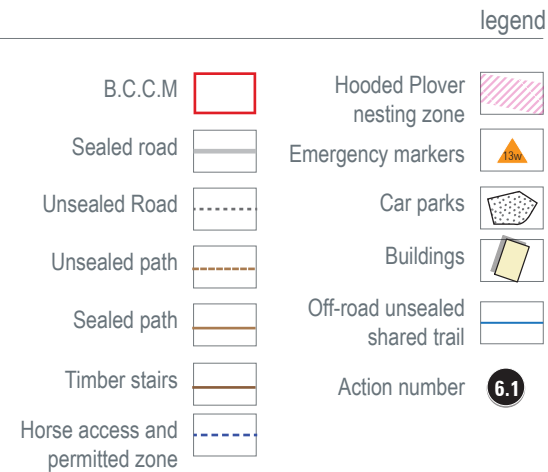 legend
B.C.C.M
Sealed road
Unsealed Road
Unsealed path
Sealed path
Timber stairs
Horse access and
permitted zone
Hooded Plover
nesting zone
Emergency markers
13w
Car parks
Buildings
Off-road unsealed
shared trail
Action number
6.1